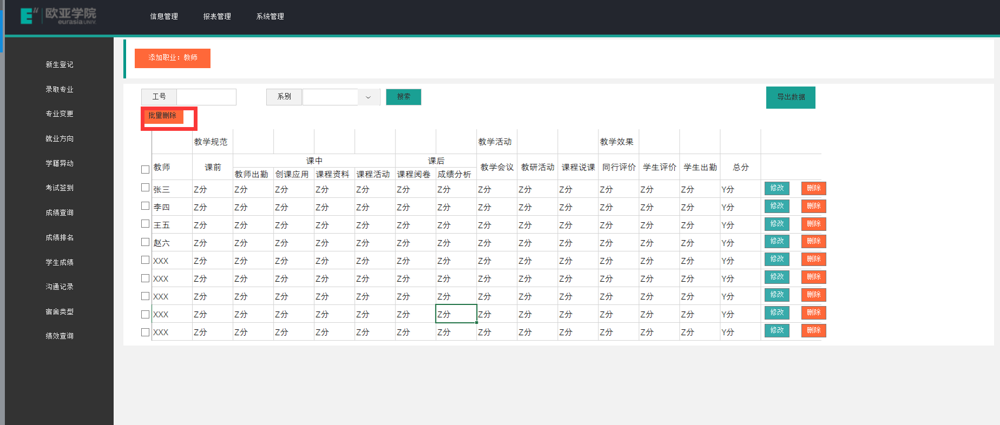 欧亚学院
eurasia UNIV.
信息管理 报表管理 系统管理
新生登记
录取专业
专业变更
就业方向
学籍异动
考试签到
成绩查询
成绩排名
学生成绩
沟通记录
宿舍类型
绩效查询
添加职业：教师
工号 系别 搜索 导出数据
批量删除
教学规范 教学活动 教学效果
教师 课前 课中 课后 教学会议 教研活动 课程说课 同行评价 学生评价 学生出勤 总分
教师出勤 创课应用 课程资料 课程活动 课程阅卷 成绩分析
张三 Z分 Z分 Z分 Z分 Z分 Z分 Z分 Z分 Z分 Z分 Z分 Z分 Z分 Y分 修改 删除
李四 Z分 Z分 Z分 Z分 Z分 Z分 Z分 Z分 Z分 Z分 Z分 Z分 Z分 Y分 修改 删除
王五 Z分 Z分 Z分 Z分 Z分 Z分 Z分 Z分 Z分 Z分 Z分 Z分 Z分 Y分 修改 删除
赵六 Z分 Z分 Z分 Z分 Z分 Z分 Z分 Z分 Z分 Z分 Z分 Z分 Z分 Y分 修改 删除
XXX Z分 Z分 Z分 Z分 Z分 Z分 Z分 Z分 Z分 Z分 Z分 Z分 Z分 Y分 修改 删除
XXX Z分 Z分 Z分 Z分 Z分 Z分 Z分 Z分 Z分 Z分 Z分 Z分 Z分 Y分 修改 删除
XXX Z分 Z分 Z分 Z分 Z分 Z分 Z分 Z分 Z分 Z分 Z分 Z分 Z分 Y分 修改 删除
XXX Z分 Z分 Z分 Z分 Z分 Z分 Z分 Z分 Z分 Z分 Z分 Z分 Z分 Y分 修改 删除
XXX Z分 Z分 Z分 Z分 Z分 Z分 Z分 Z分 Z分 Z分 Z分 Z分 Z分 Y分 修改 删除